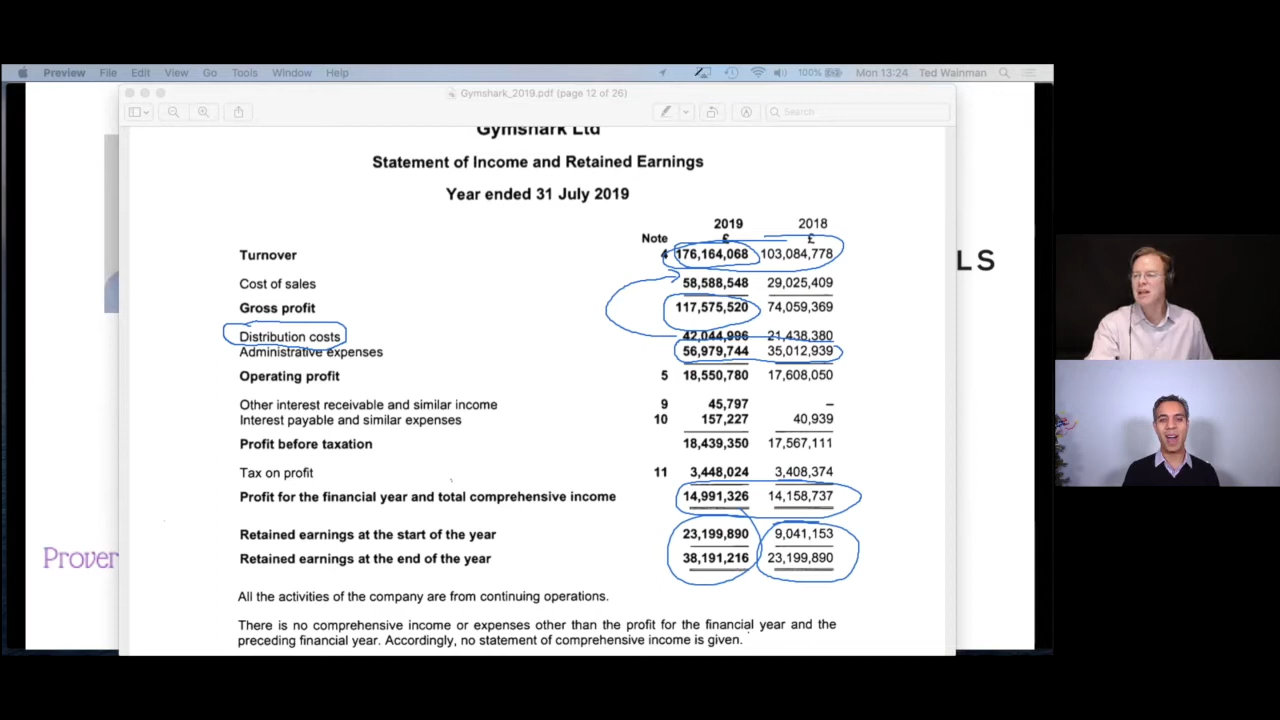 Preview File Edit View Go Tools Window Help 100% Mon 13:24 Ted Wainman
Gymshark_2019.pdf (page 12 of 26)
Search
Gymshark Ltd
Statement of Income and Retained Earnings
Year ended 31 July 2019
2019 2018
Note £ £
Turnover 4 176,164,068 103,084,778
Cost of sales 58,588,548 29,025,409
Gross profit 117,575,520 74,059,369
Distribution costs 42,044,996 21,438,380
Administrative expenses 56,979,744 35,012,939
Operating profit 5 18,550,780 17,608,050
Other interest receivable and similar income 9 45,797 –
Interest payable and similar expenses 10 157,227 40,939
Profit before taxation 18,439,350 17,567,111
Tax on profit 11 3,448,024 3,408,374
Profit for the financial year and total comprehensive income 14,991,326 14,158,737
Retained earnings at the start of the year 23,199,890 9,041,153
Retained earnings at the end of the year 38,191,216 23,199,890
All the activities of the company are from continuing operations.
There is no comprehensive income or expenses other than the profit for the financial year and the
preceding financial year. Accordingly, no statement of comprehensive income is given.
LS
Prover